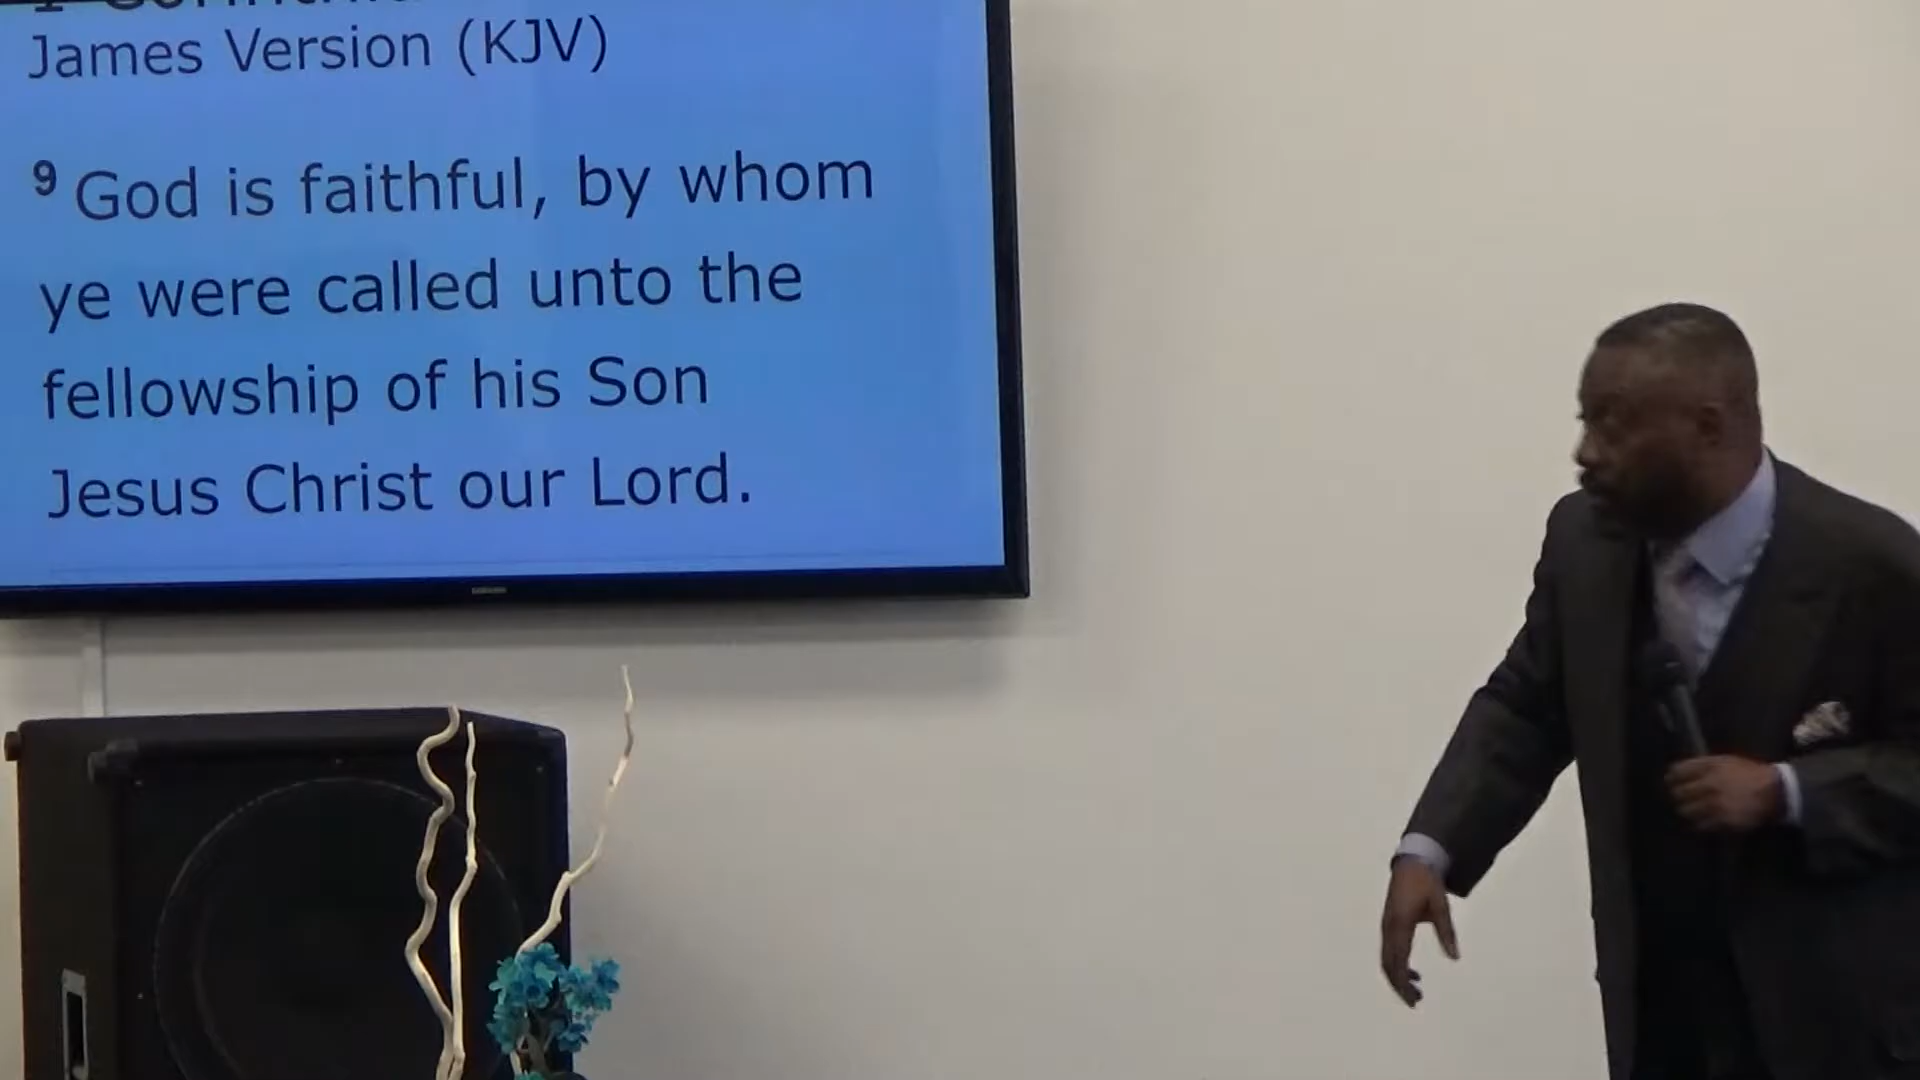 James Version (KJV)
9 God is faithful, by whom
ye were called unto the
fellowship of his Son
Jesus Christ our Lord.